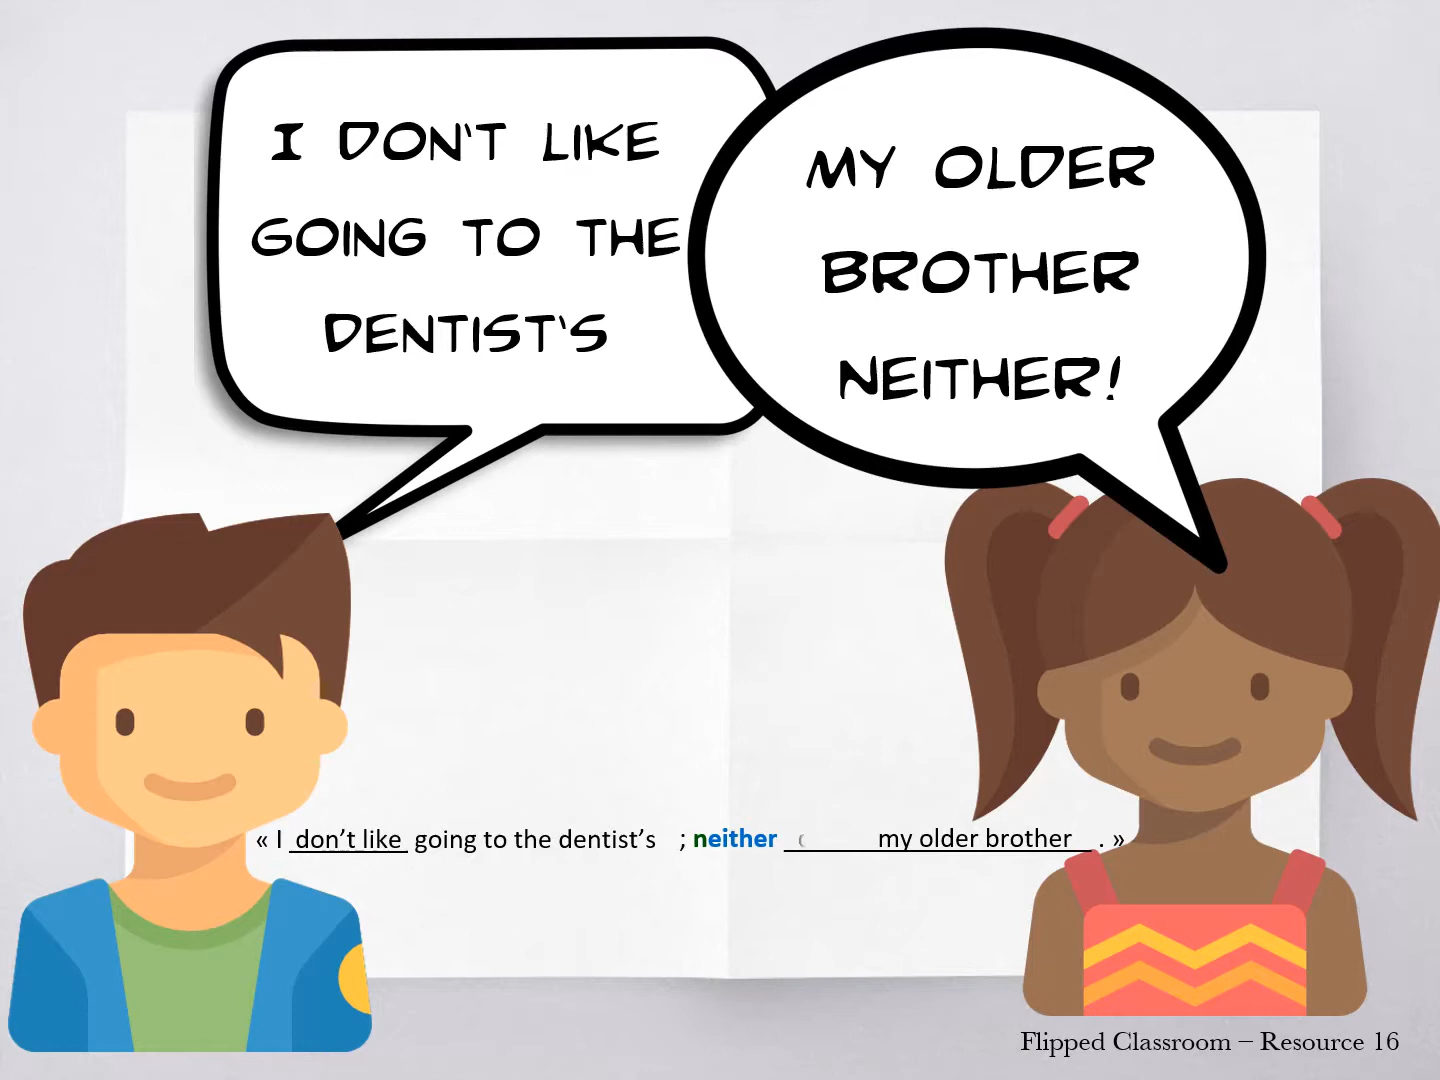 I DON'T LIKE
GOING TO THE
DENTIST'S
MY OLDER
BROTHER
NEITHER!
« I don't like going to the dentist's ; neither my older brother . »
Flipped Classroom – Resource 16